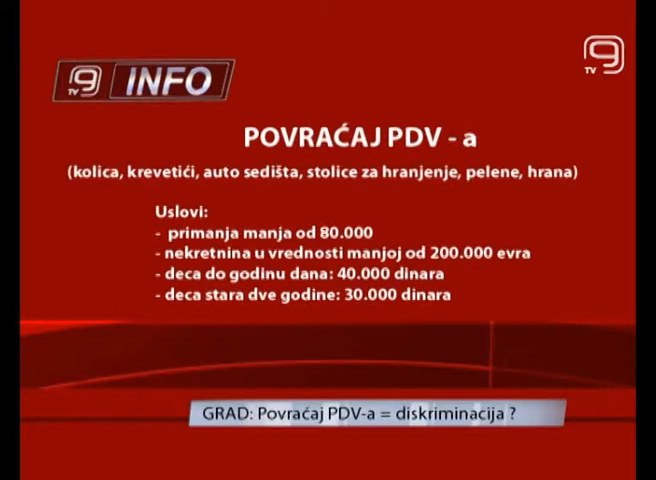 9
TV
9
TV
INFO
POVRAĆAJ PDV - a
(kolica, krevetići, auto sedišta, stolice za hranjenje, pelene, hrana)
Uslovi:
- primanja manja od 80.000
- nekretnina u vrednosti manjoj od 200.000 evra
- deca do godinu dana: 40.000 dinara
- deca stara dve godine: 30.000 dinara
GRAD: Povraćaj PDV-a = diskriminacija ?